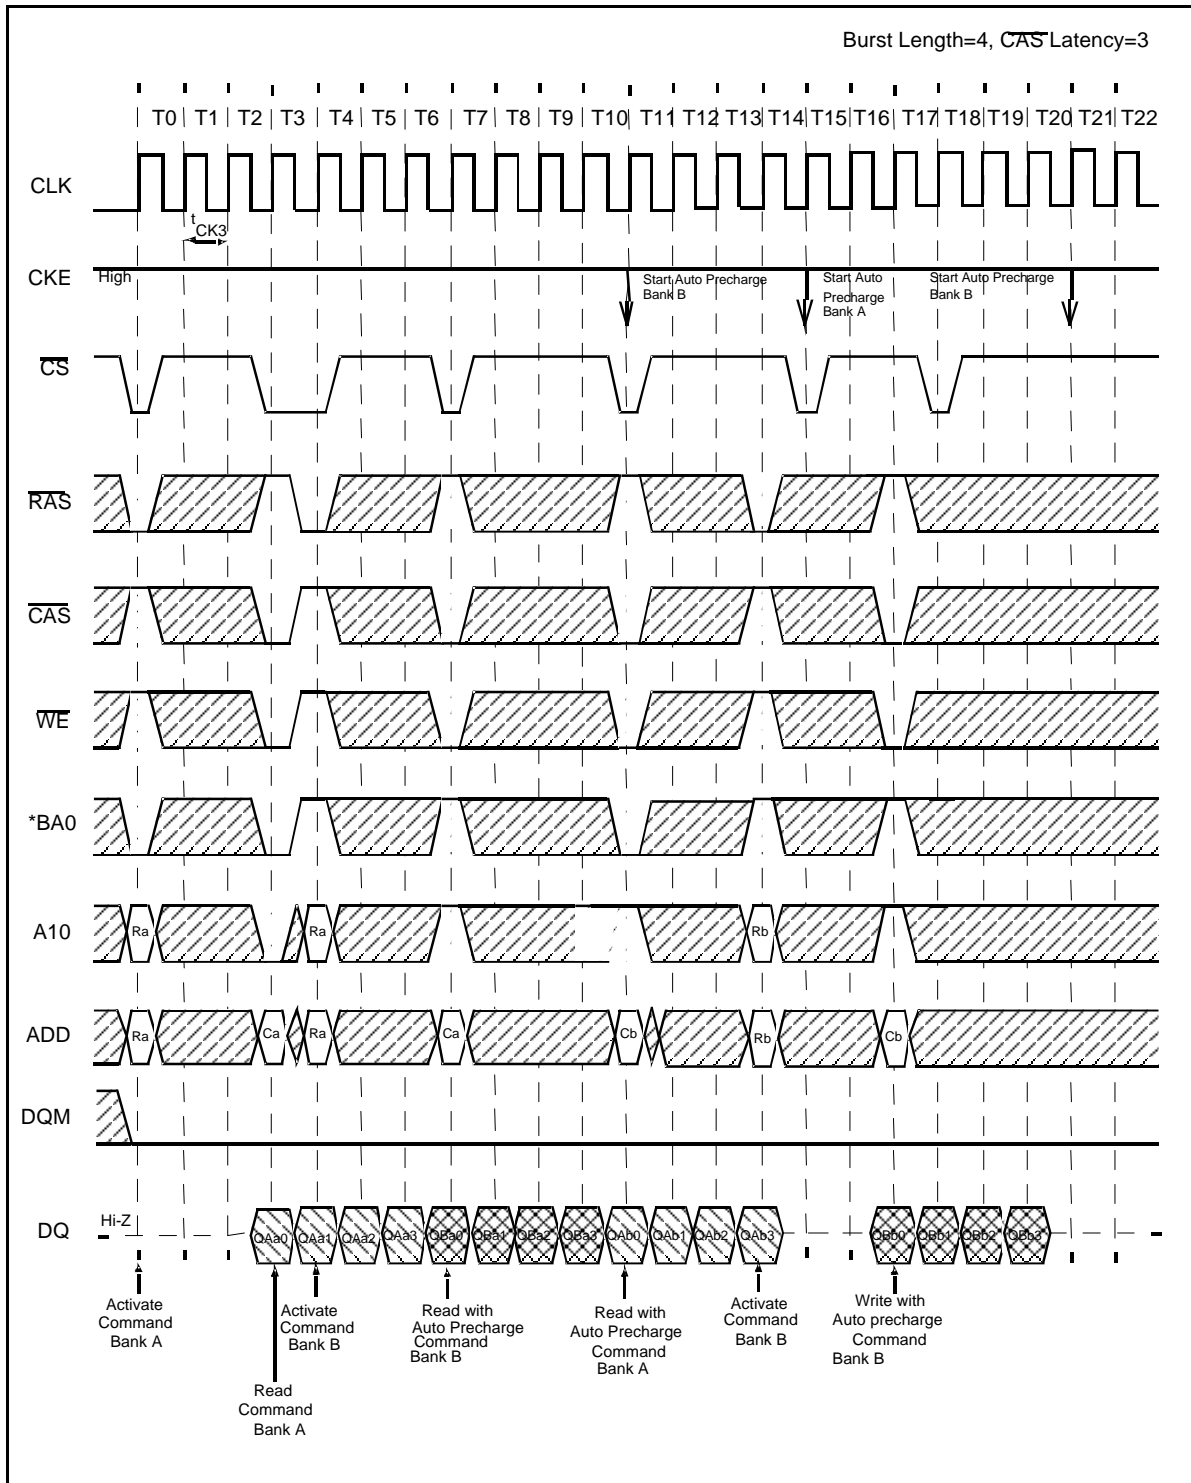 Burst Length=4, CAS Latency=3
T0 T1 T2 T3 T4 T5 T6 T7 T8 T9 T10 T11 T12 T13 T14 T15 T16 T17 T18 T19 T20 T21 T22
CLK
t
CK3
CKE
High
Start Auto Precharge
Bank B
Start Auto
Precharge
Bank A
Start Auto Precharge
Bank B
CS
RAS
CAS
WE
*BA0
A10
Ra Ra Rb
ADD
Ra Ca Ra Ca Cb Rb Cb
DQM
DQ
Hi-Z
QAa0 QAa1 QAa2 QAa3 QBa0 QBa1 QBa2 QBa3 QAb0 QAb1 QAb2 QAb3 QBb0 QBb1 QBb2 QBb3
Activate
Command
Bank A
Read
Command
Bank A
Activate
Command
Bank B
Read with
Auto Precharge
Command
Bank B
Read with
Auto Precharge
Command
Bank A
Activate
Command
Bank B
Write with
Auto precharge
Command
Bank B